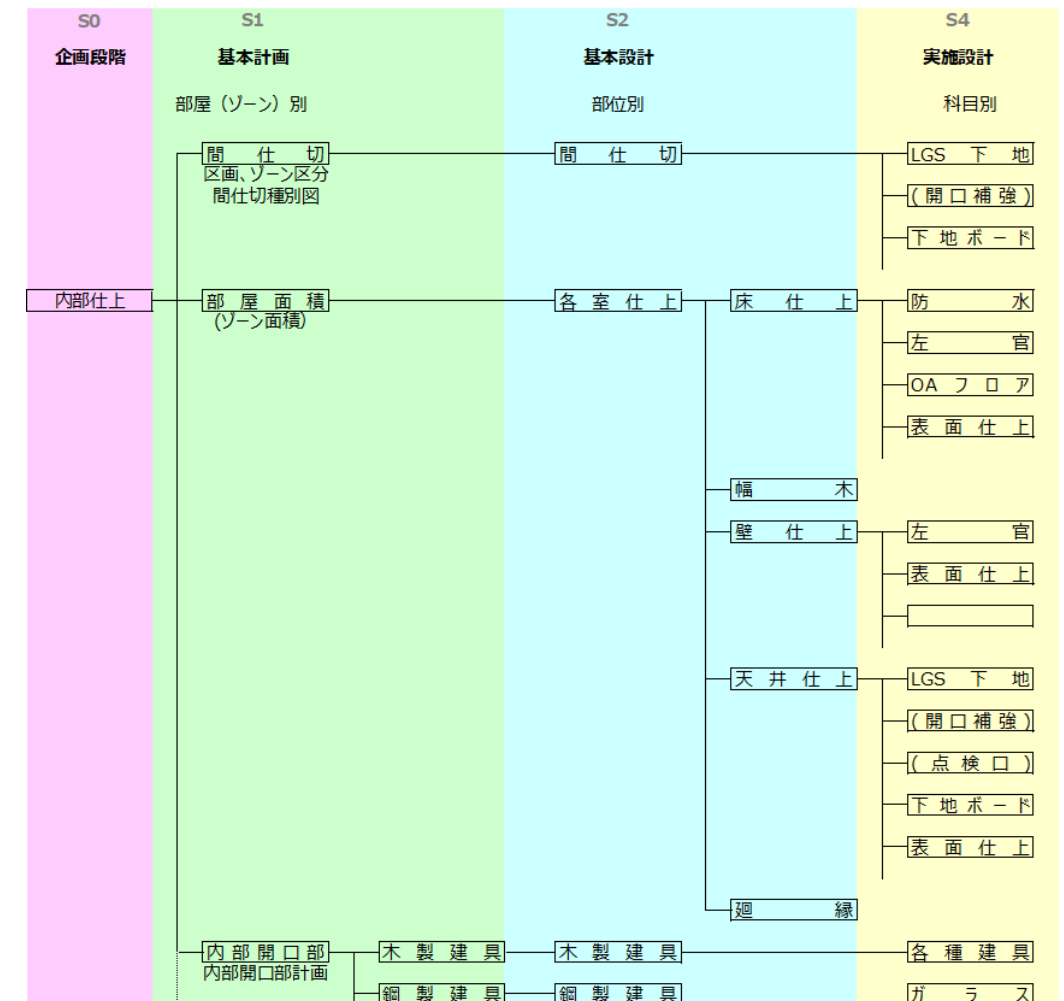 S0 S1 S2 S4
企画段階 基本計画 基本設計 実施設計
部屋（ゾーン）別 部位別 科目別
間仕切 間仕切 LGS下地
区画、ゾーン区分
間仕切種別図
(開口補強)
下地ボード
内部仕上 部屋面積 各室仕上 床仕上 防水
(ゾーン面積)
左官
OAフロア
表面仕上
幅木
壁仕上 左官
表面仕上
天井仕上 LGS下地
(開口補強)
(点検口)
下地ボード
表面仕上
廻縁
内部開口部 木製建具 木製建具 各種建具
内部開口部計画
鋼製建具 鋼製建具 ガラス